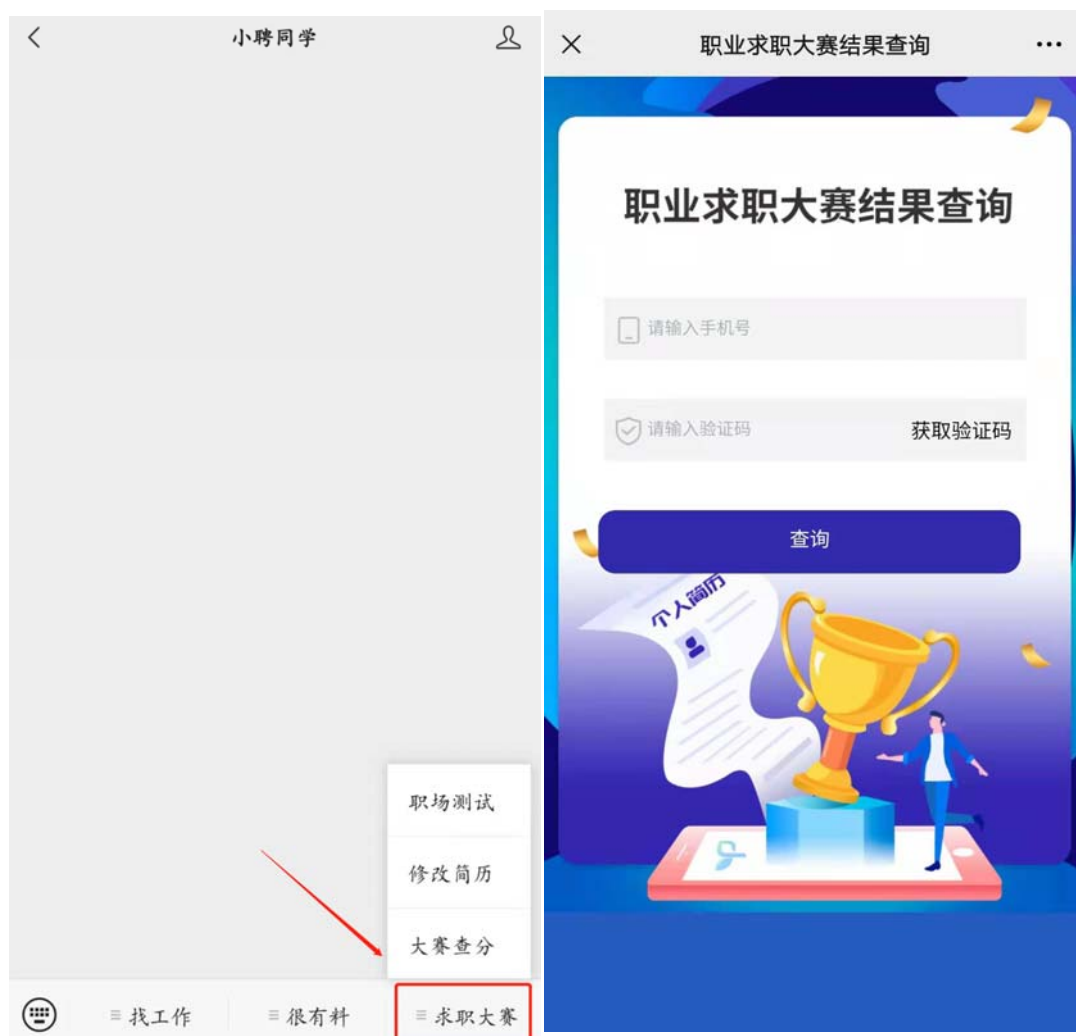 小聘同学
职场测试
修改简历
大赛查分
找工作
很有料
求职大赛
职业求职大赛结果查询
职业求职大赛结果查询
请输入手机号
请输入验证码 获取验证码
查询
个人简历